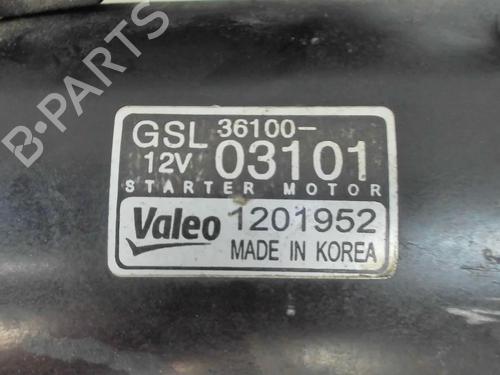 GSL 36100-
12V 03101
STARTER MOTOR
Valeo 1201952
MADE IN KOREA
B-PARTS